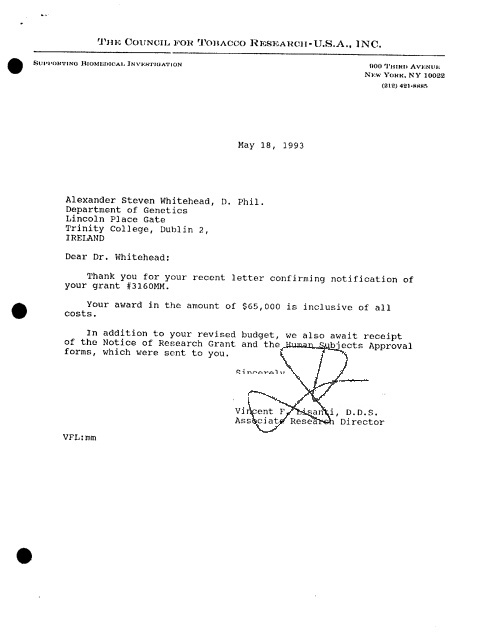 THE COUNCIL FOR TOBACCO RESEARCH-U.S.A., INC.
SUPPORTING BIOMEDICAL INVESTIGATION
900 THIRD AVENUE
NEW YORK, NY 10022
(212) 421-8885
May 18, 1993
Alexander Steven Whitehead, D. Phil.
Department of Genetics
Lincoln Place Gate
Trinity College, Dublin 2,
IRELAND
Dear Dr. Whitehead:
Thank you for your recent letter confirming notification of
your grant #3160MM.
Your award in the amount of $65,000 is inclusive of all
costs.
In addition to your revised budget, we also await receipt
of the Notice of Research Grant and the Human Subjects Approval
forms, which were sent to you.
Sincerely
Vincent F. Lisanti, D.D.S.
Associate Research Director
VFL:mm